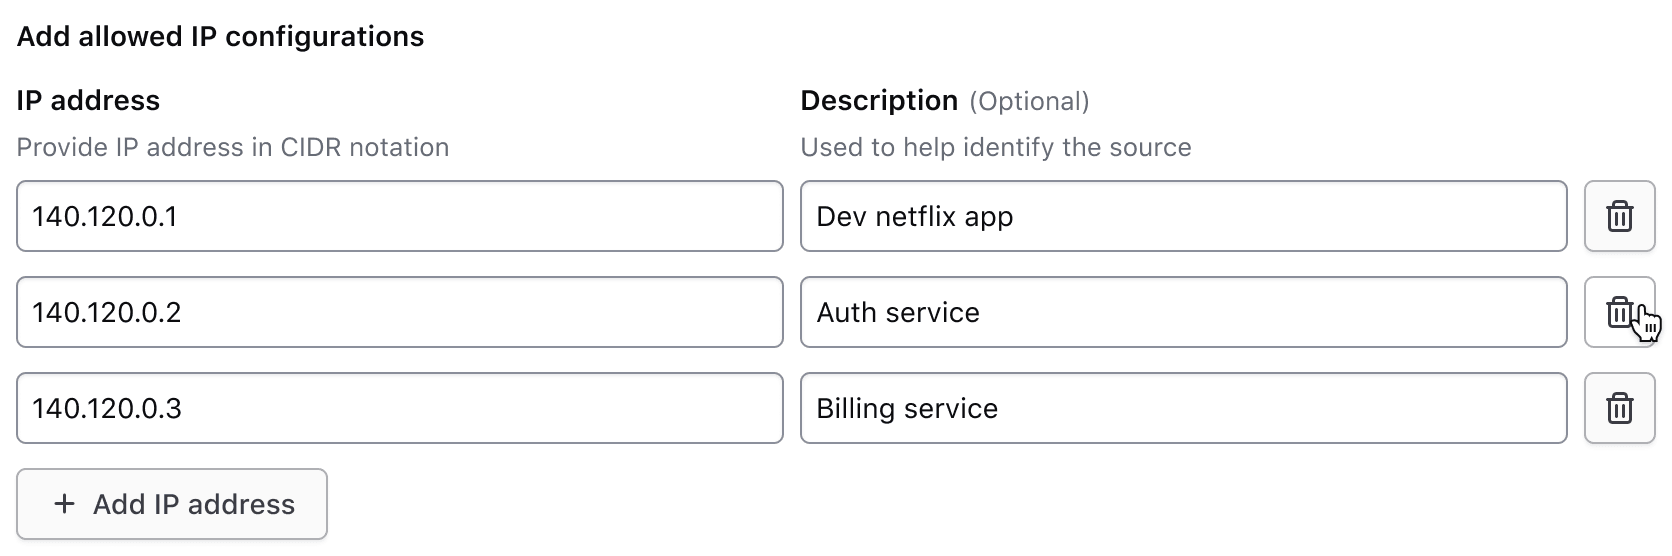 Add allowed IP configurations
IP address
Description (Optional)
Provide IP address in CIDR notation
Used to help identify the source
140.120.0.1
Dev netflix app
140.120.0.2
Auth service
140.120.0.3
Billing service
+ Add IP address